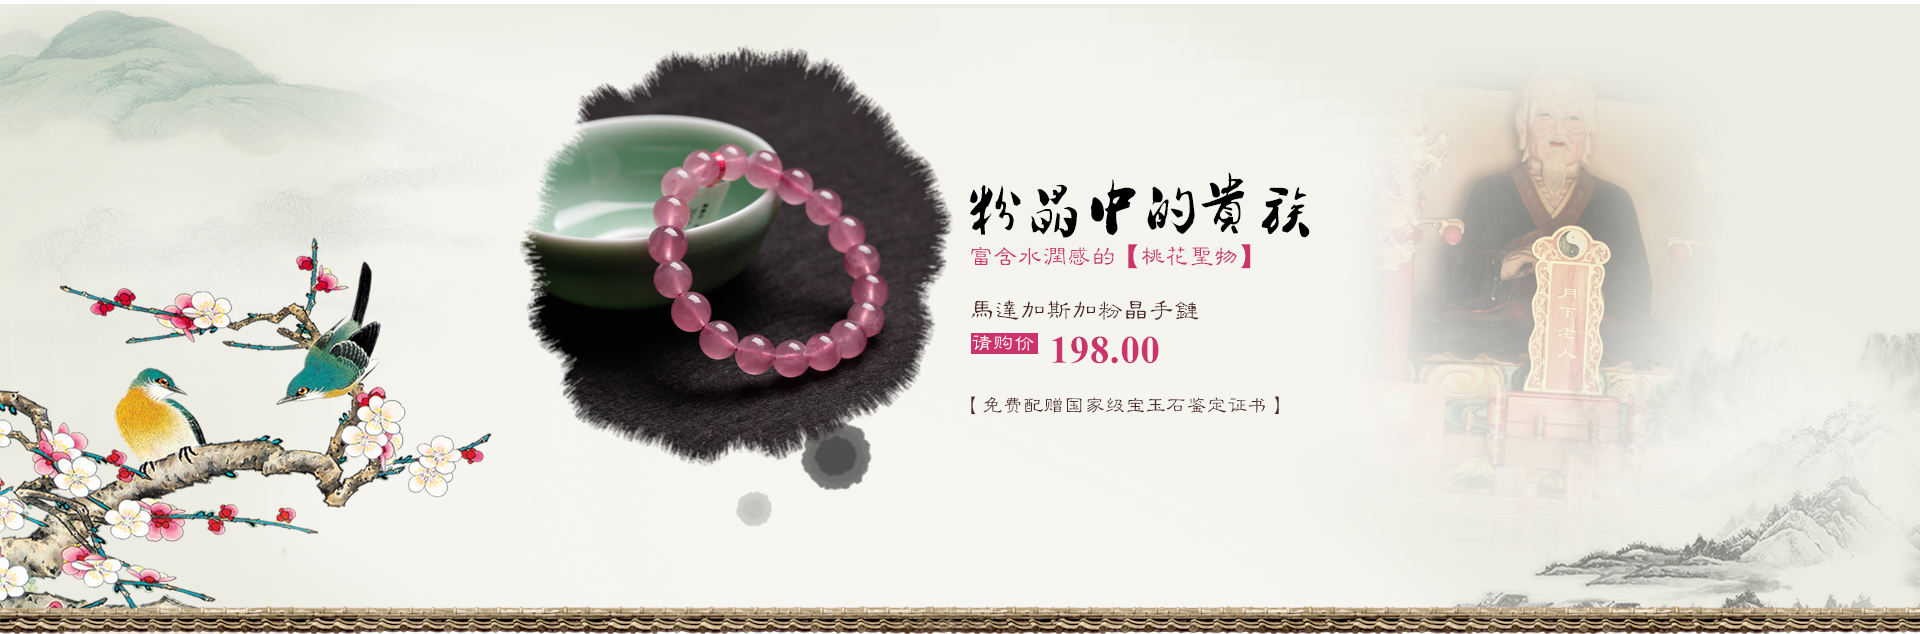 粉晶中的貴族
富含水潤感的【桃花聖物】
馬達加斯加粉晶手鏈
请购价 198.00
【免费配赠国家级宝玉石鉴定证书】
月下老人